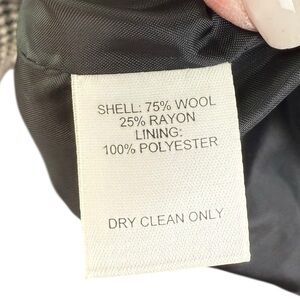 SHELL: 75% WOOL
25% RAYON
LINING:
100% POLYESTER
DRY CLEAN ONLY